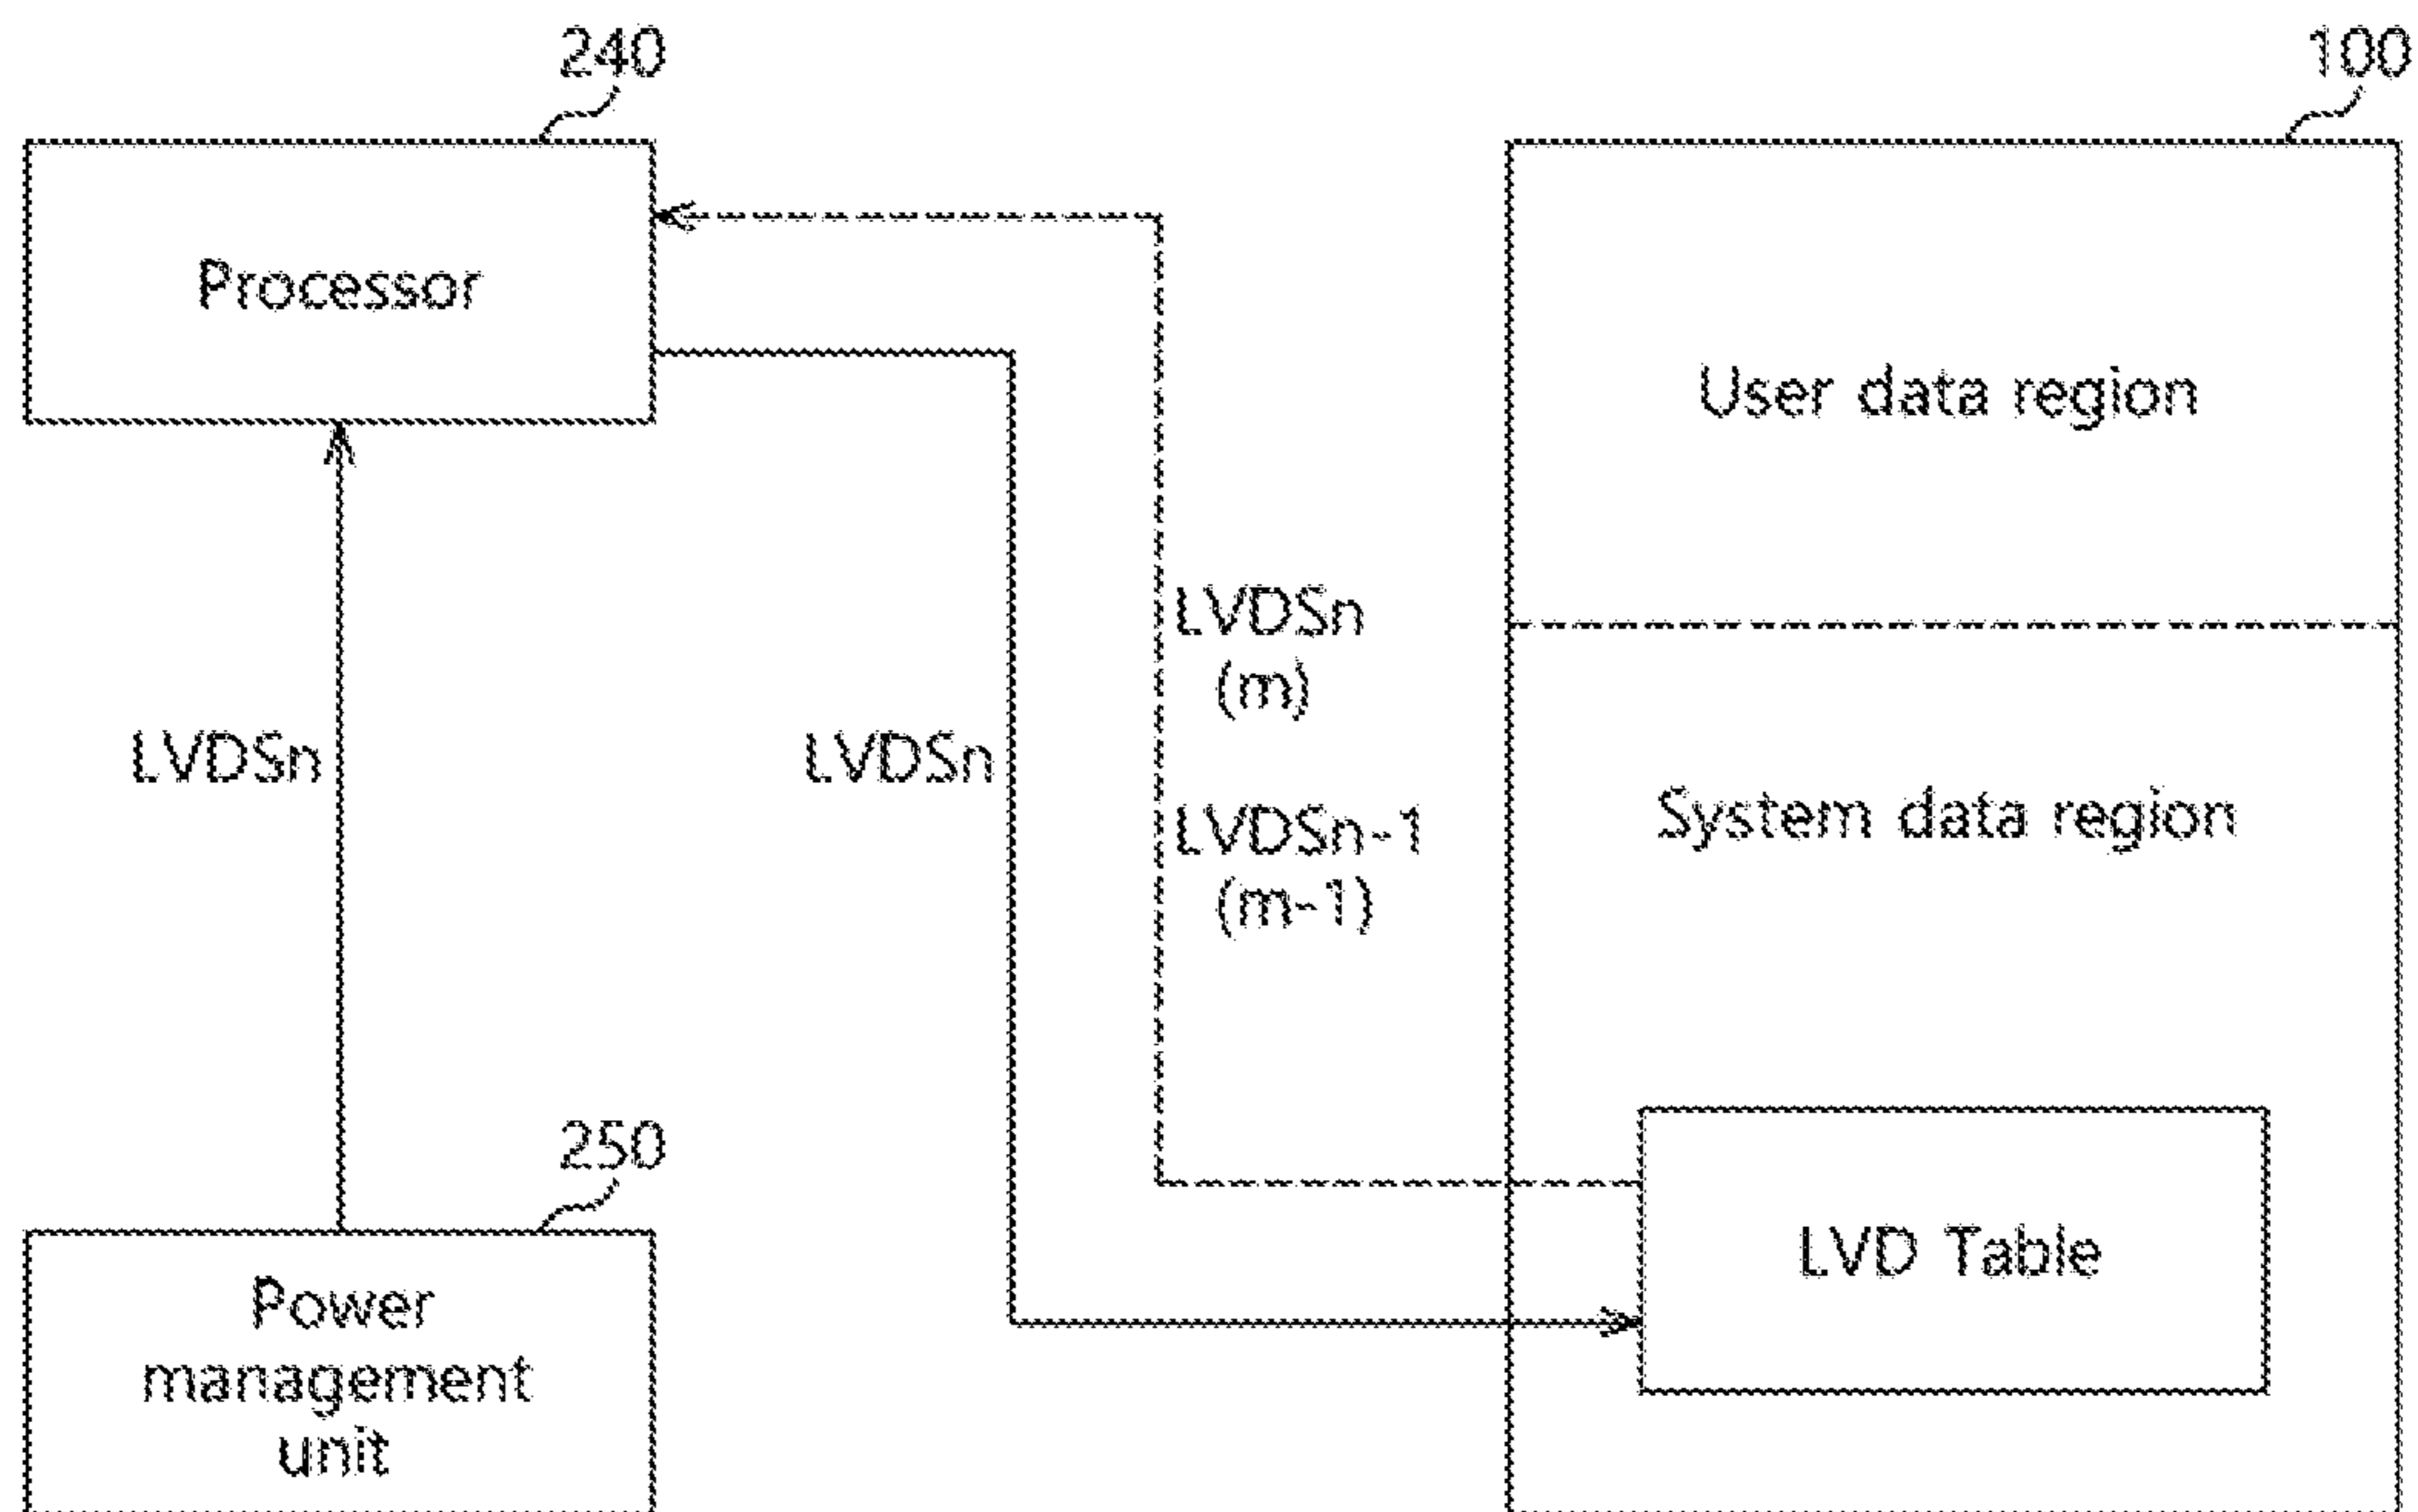 240
100
Processor
User data region
LVDSn
(m)
LVDSn
LVDSn
LVDSn-1
(m-1)
System data region
250
Power
management
unit
LVD Table